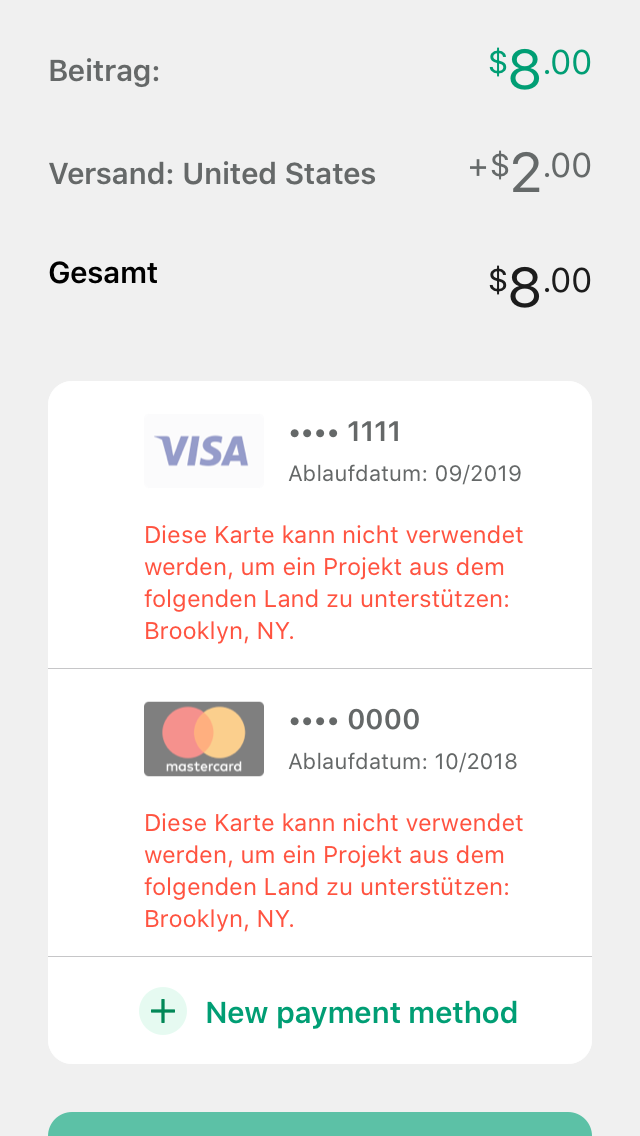 Beitrag: $8.00
Versand: United States +$2.00
Gesamt $8.00
VISA •••• 1111
Ablaufdatum: 09/2019
Diese Karte kann nicht verwendet
werden, um ein Projekt aus dem
folgenden Land zu unterstützen:
Brooklyn, NY.
•••• 0000
mastercard Ablaufdatum: 10/2018
Diese Karte kann nicht verwendet
werden, um ein Projekt aus dem
folgenden Land zu unterstützen:
Brooklyn, NY.
+ New payment method